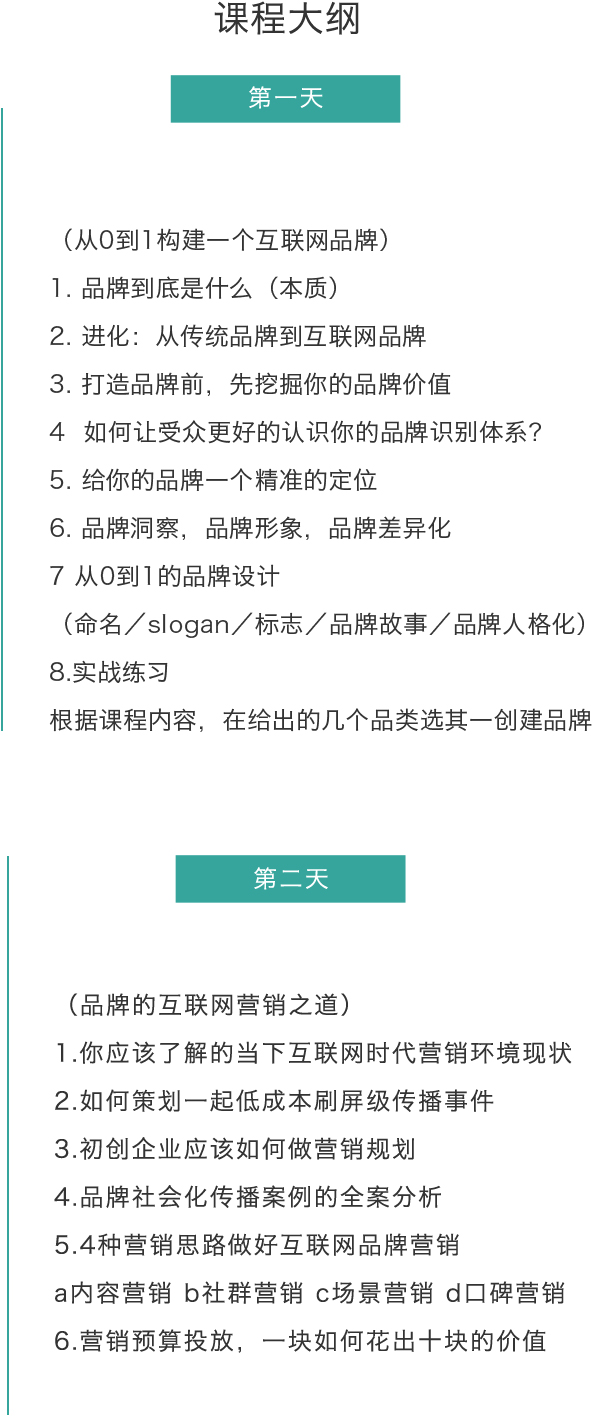 课程大纲
第一天
（从0到1构建一个互联网品牌）
1. 品牌到底是什么（本质）
2. 进化：从传统品牌到互联网品牌
3. 打造品牌前，先挖掘你的品牌价值
4  如何让受众更好的认识你的品牌识别体系？
5. 给你的品牌一个精准的定位
6. 品牌洞察，品牌形象，品牌差异化
7 从0到1的品牌设计
（命名／slogan／标志／品牌故事／品牌人格化）
8.实战练习
根据课程内容，在给出的几个品类选其一创建品牌
第二天
（品牌的互联网营销之道）
1.你应该了解的当下互联网时代营销环境现状
2.如何策划一起低成本刷屏级传播事件
3.初创企业应该如何做营销规划
4.品牌社会化传播案例的全案分析
5.4种营销思路做好互联网品牌营销
a内容营销 b社群营销 c场景营销 d口碑营销
6.营销预算投放，一块如何花出十块的价值